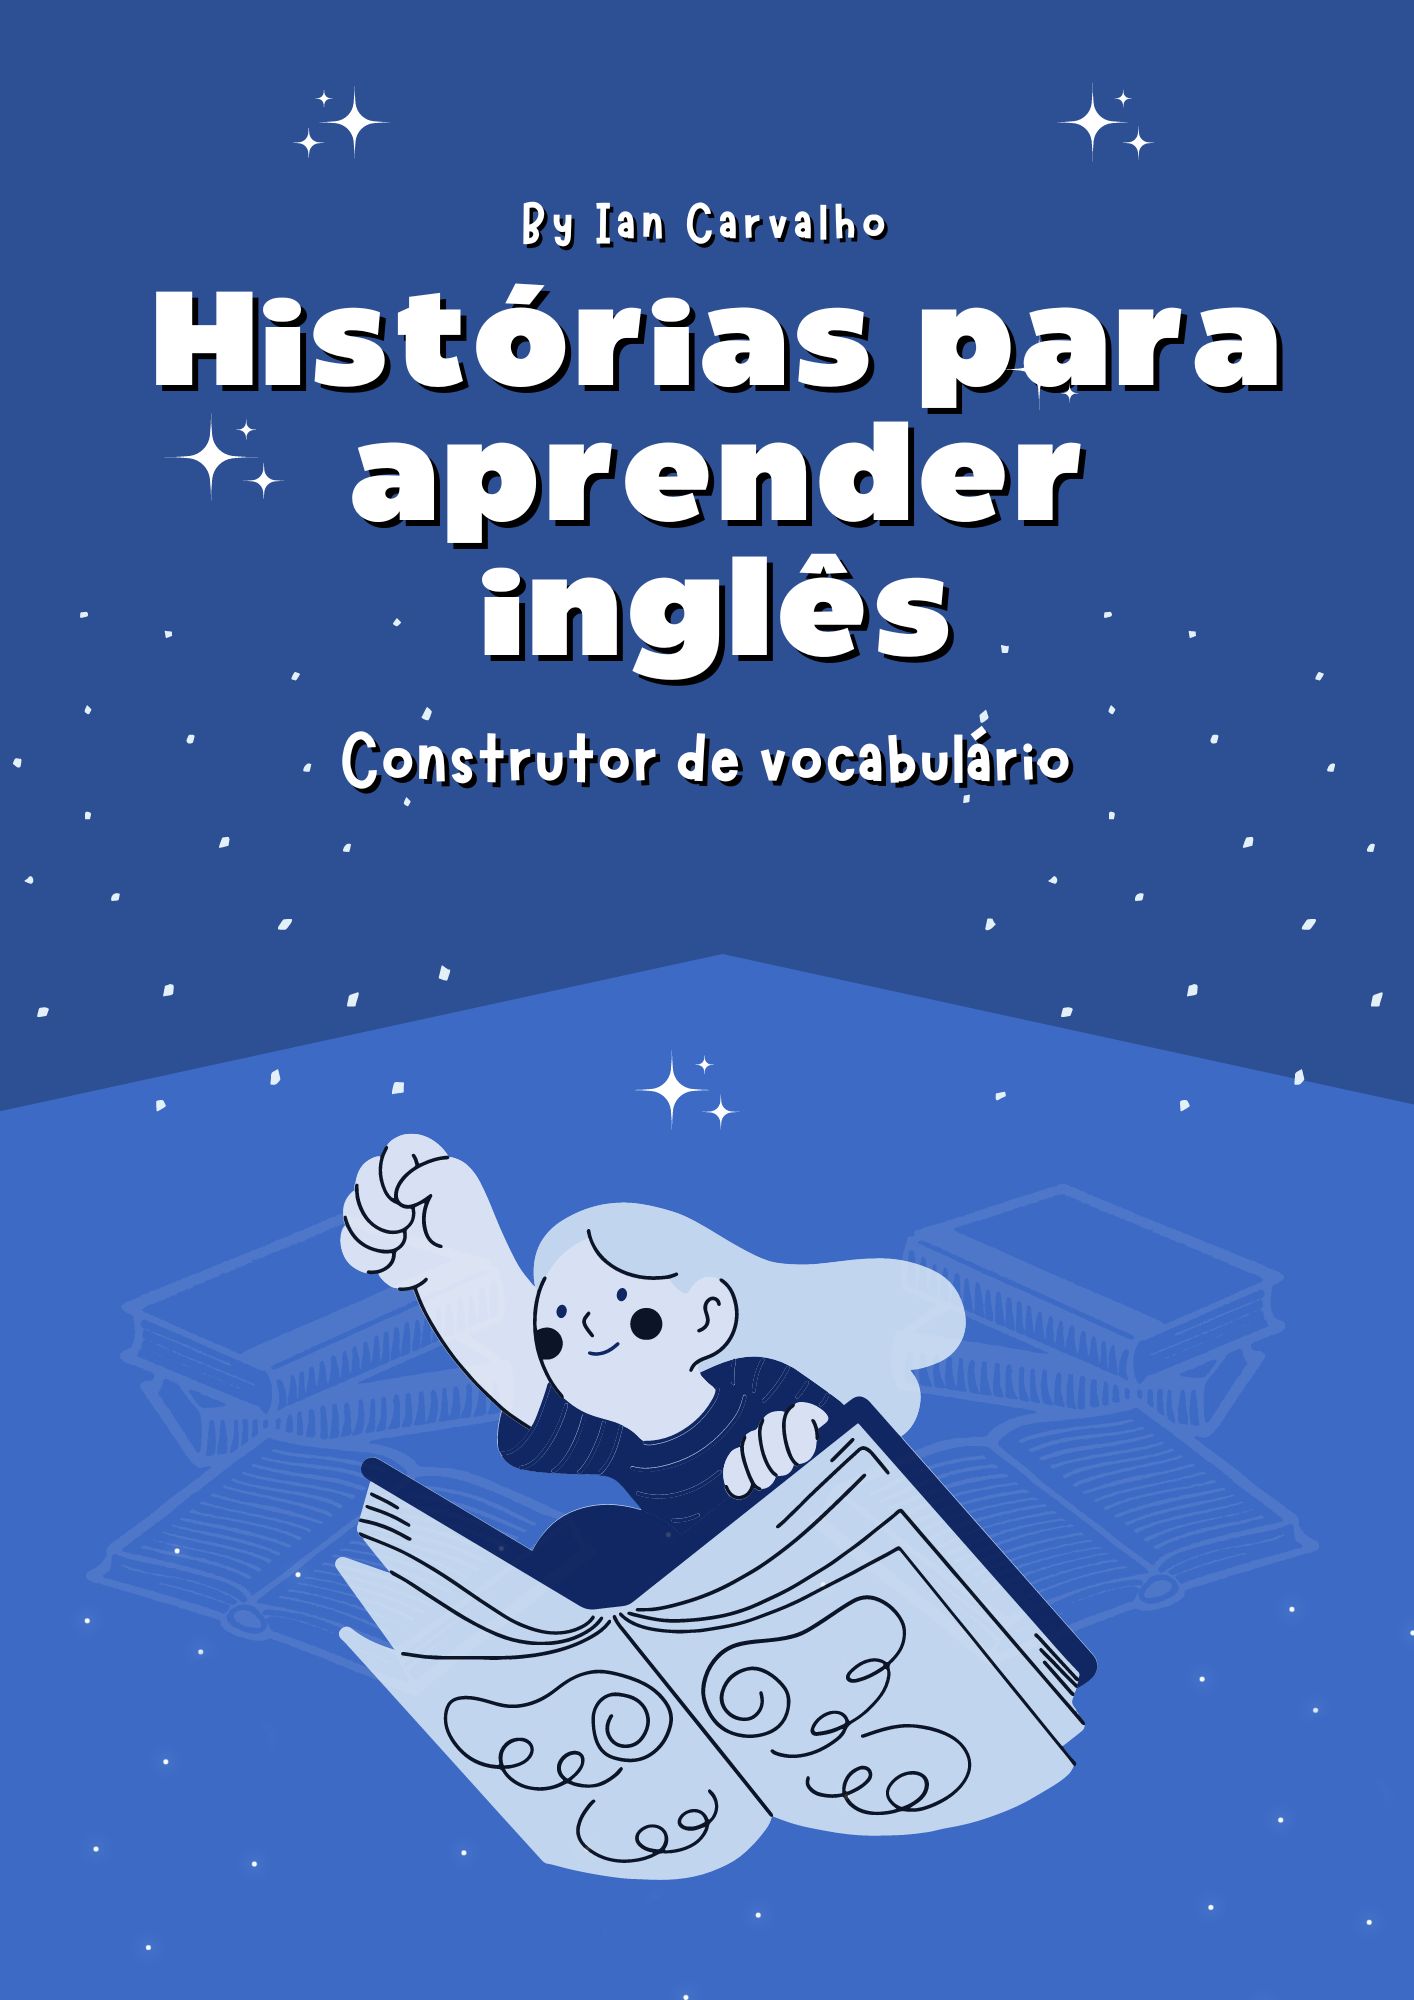 By Ian Carvalho
Histórias para
aprender
inglês
Construtor de vocabulário